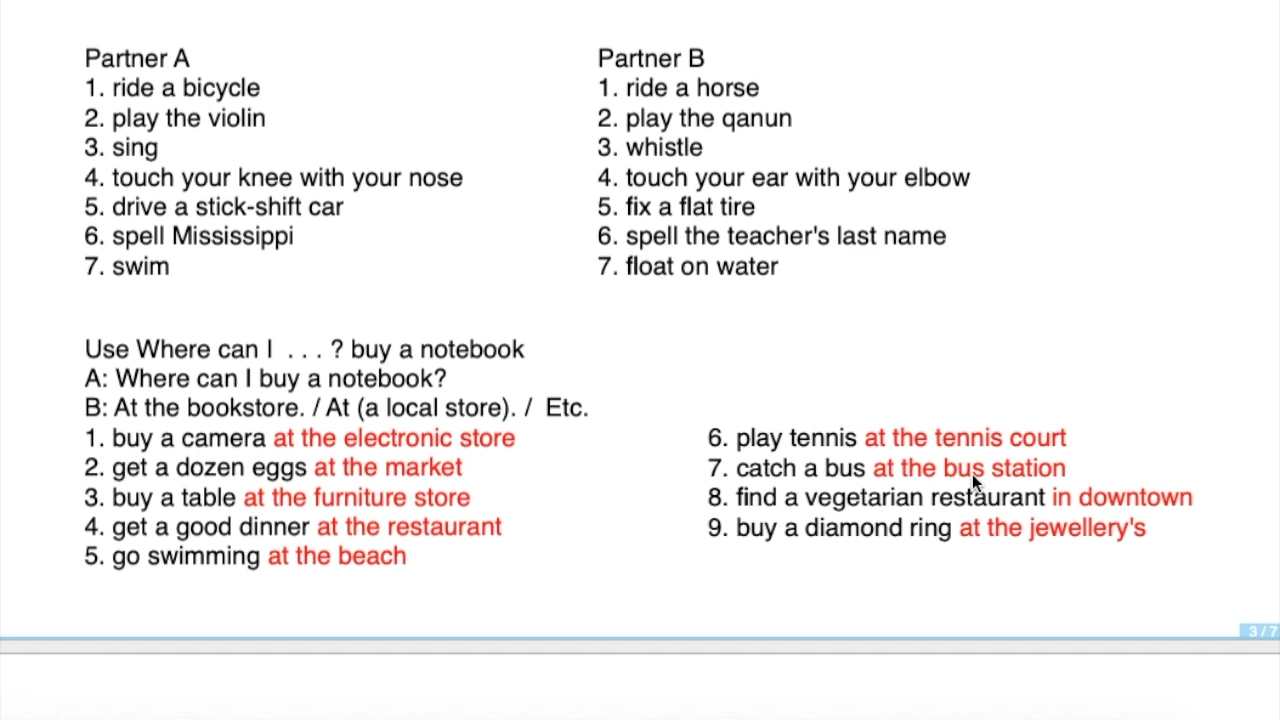 Partner A
1. ride a bicycle
2. play the violin
3. sing
4. touch your knee with your nose
5. drive a stick-shift car
6. spell Mississippi
7. swim
Partner B
1. ride a horse
2. play the qanun
3. whistle
4. touch your ear with your elbow
5. fix a flat tire
6. spell the teacher's last name
7. float on water
Use Where can I . . . ? buy a notebook
A: Where can I buy a notebook?
B: At the bookstore. / At (a local store). / Etc.
1. buy a camera at the electronic store
2. get a dozen eggs at the market
3. buy a table at the furniture store
4. get a good dinner at the restaurant
5. go swimming at the beach
6. play tennis at the tennis court
7. catch a bus at the bus station
8. find a vegetarian restaurant in downtown
9. buy a diamond ring at the jewellery's
3 / 7